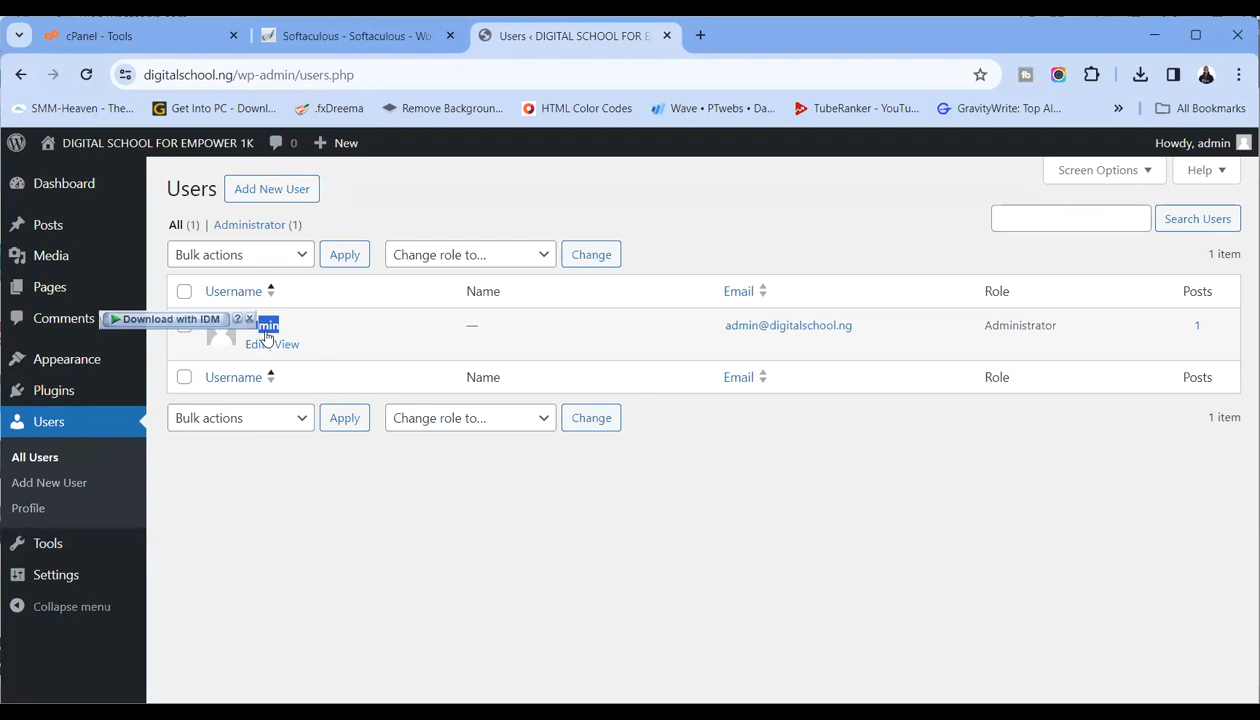 cPanel - Tools
Softaculous - Softaculous - Wo
Users ‹ DIGITAL SCHOOL FOR E
digitalschool.ng/wp-admin/users.php
SMM-Heaven - The...
Get Into PC - Downl...
.fxDreema
Remove Backgroun...
HTML Color Codes
Wave • PTwebs • Da...
TubeRanker - YouTu...
GravityWrite: Top AI...
»
All Bookmarks
DIGITAL SCHOOL FOR EMPOWER 1K
0
New
Howdy, admin
Dashboard
Posts
Media
Pages
Comments
Appearance
Plugins
Users
All Users
Add New User
Profile
Tools
Settings
Collapse menu
Screen Options
Help
Users
Add New User
All (1) | Administrator (1)
Search Users
Bulk actions
Apply
Change role to...
Change
1 item
Username
Name
Email
Role
Posts
Download with IDM
?
min
—
admin@digitalschool.ng
Administrator
1
Edit
View
Username
Name
Email
Role
Posts
Bulk actions
Apply
Change role to...
Change
1 item